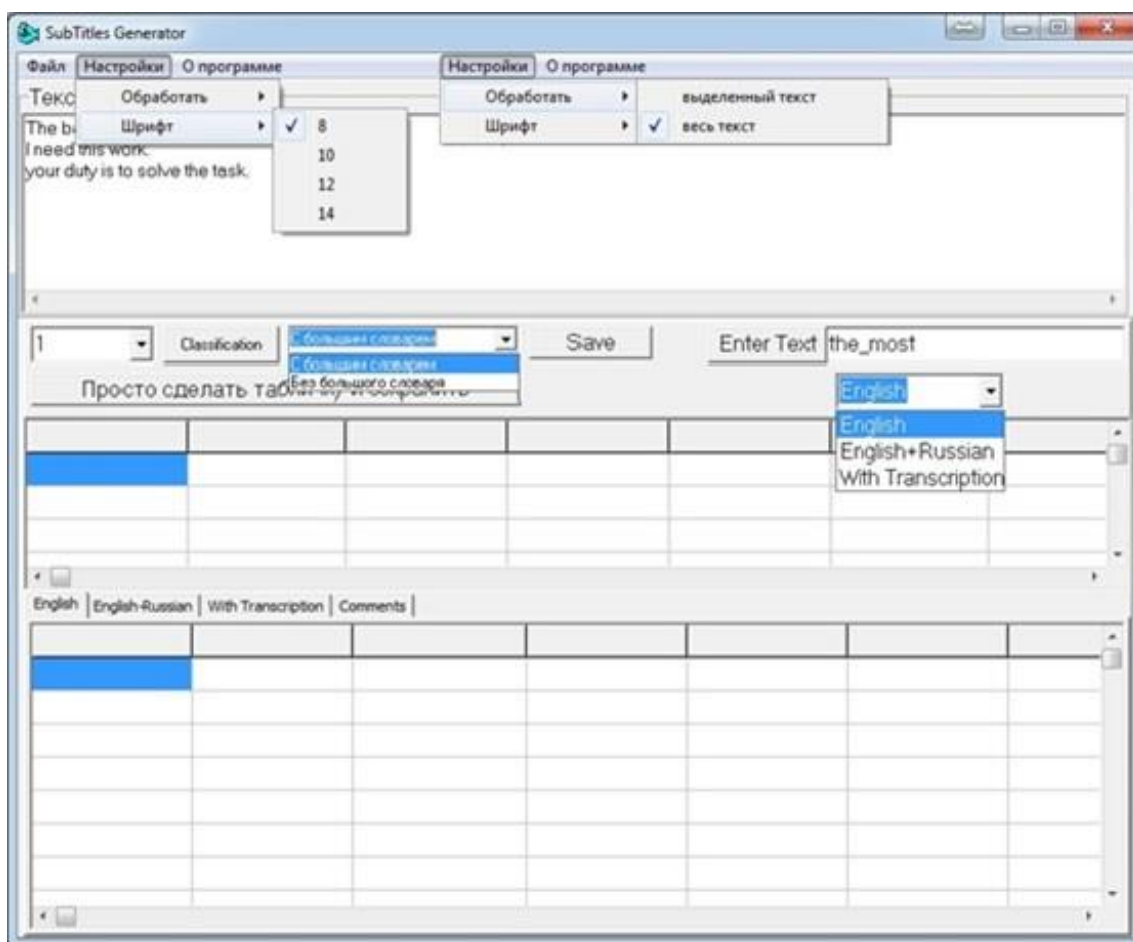 SubTitles Generator
Файл Настройки О программе Настройки О программе
Текс Обработать Обработать выделенный текст
The b Шрифт 8 Шрифт весь текст
I need this work. 10
your duty is to solve the task.
12
14
1 Classification С большим словарем Save Enter Text the_most
С большим словарем
Без большого словаря
Просто сделать табличку и сохранить
English
English
English+Russian
With Transcription
English English-Russian With Transcription Comments